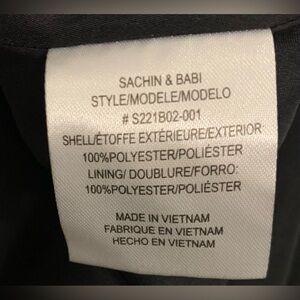 SACHIN & BABI
STYLE/MODELE/MODELO
# S221B02-001
SHELL/ÉTOFFE EXTÉRIEURE/EXTERIOR
100%POLYESTER/POLIÉSTER
LINING/ DOUBLURE/FORRO:
100%POLYESTER/POLIÉSTER
MADE IN VIETNAM
FABRIQUE EN VIETNAM
HECHO EN VIETNAM